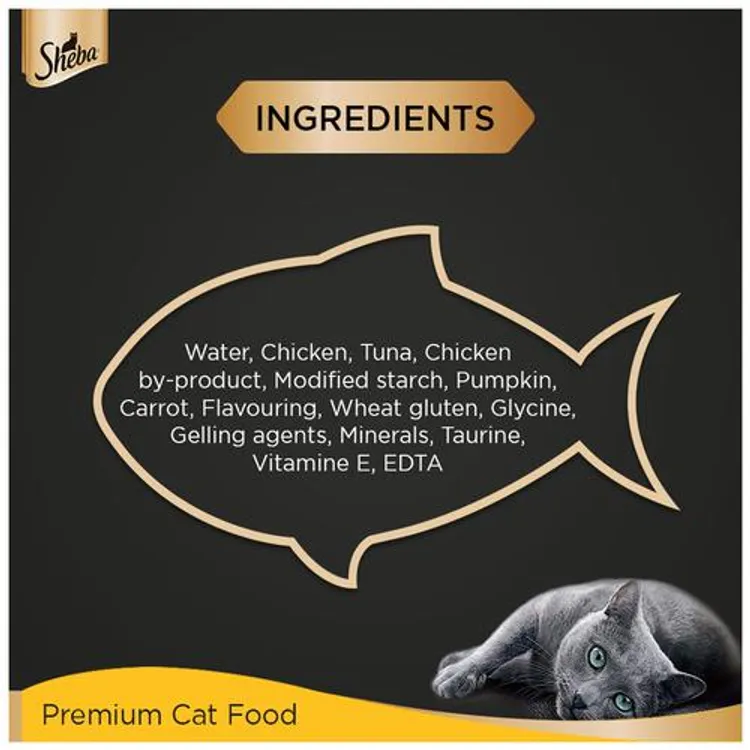 Sheba
INGREDIENTS
Water, Chicken, Tuna, Chicken
by-product, Modified starch, Pumpkin,
Carrot, Flavouring, Wheat gluten, Glycine,
Gelling agents, Minerals, Taurine,
Vitamine E, EDTA
Premium Cat Food